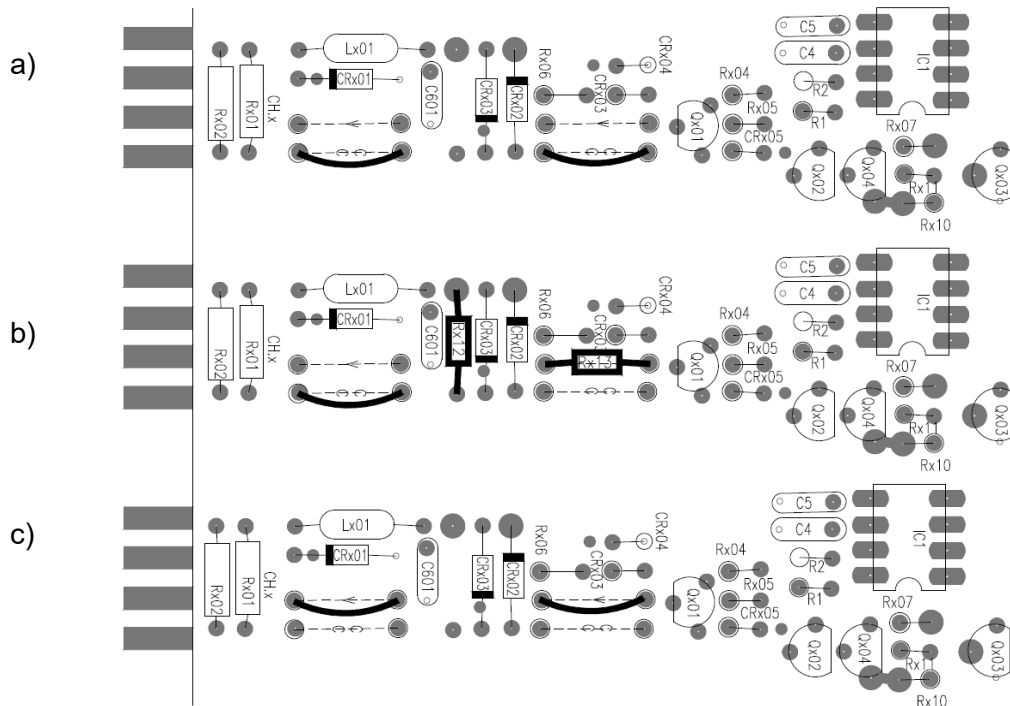 a)
Rx02
Rx01
CH.x
Lx01
CRx01
C601
CRx03
CRx02
Rx06
CRx03
CRx04
Qx01
Rx04
Rx05
CRx05
C5
C4
R2
R1
IC1
Rx07
Qx02
Qx04
Rx11
Rx10
Qx03
b)
Rx02
Rx01
CH.x
Lx01
CRx01
C601
Rx12
CRx03
CRx02
Rx06
CRx03
CRx04
Rx13
Qx01
Rx04
Rx05
CRx05
C5
C4
R2
R1
IC1
Rx07
Qx02
Qx04
Rx11
Rx10
Qx03
c)
Rx02
Rx01
CH.x
Lx01
CRx01
C601
CRx03
CRx02
Rx06
CRx03
CRx04
Qx01
Rx04
Rx05
CRx05
C5
C4
R2
R1
IC1
Rx07
Qx02
Qx04
Rx11
Rx10
Qx03